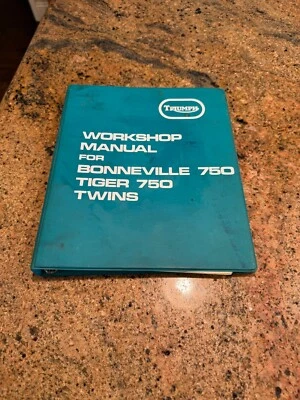 TRIUMPH
WORKSHOP
MANUAL
FOR
BONNEVILLE 750
TIGER 750
TWINS